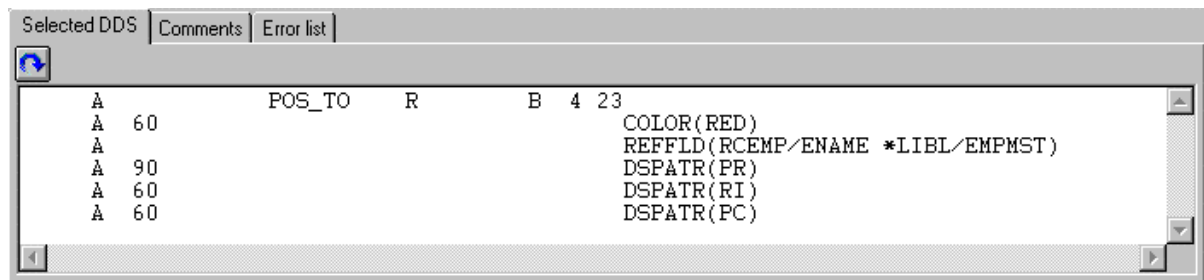 Selected DDS Comments Error list
A POS_TO R B 4 23
A 60 COLOR(RED)
A REFFLD(RCEMP/ENAME *LIBL/EMPMST)
A 90 DSPATR(PR)
A 60 DSPATR(RI)
A 60 DSPATR(PC)